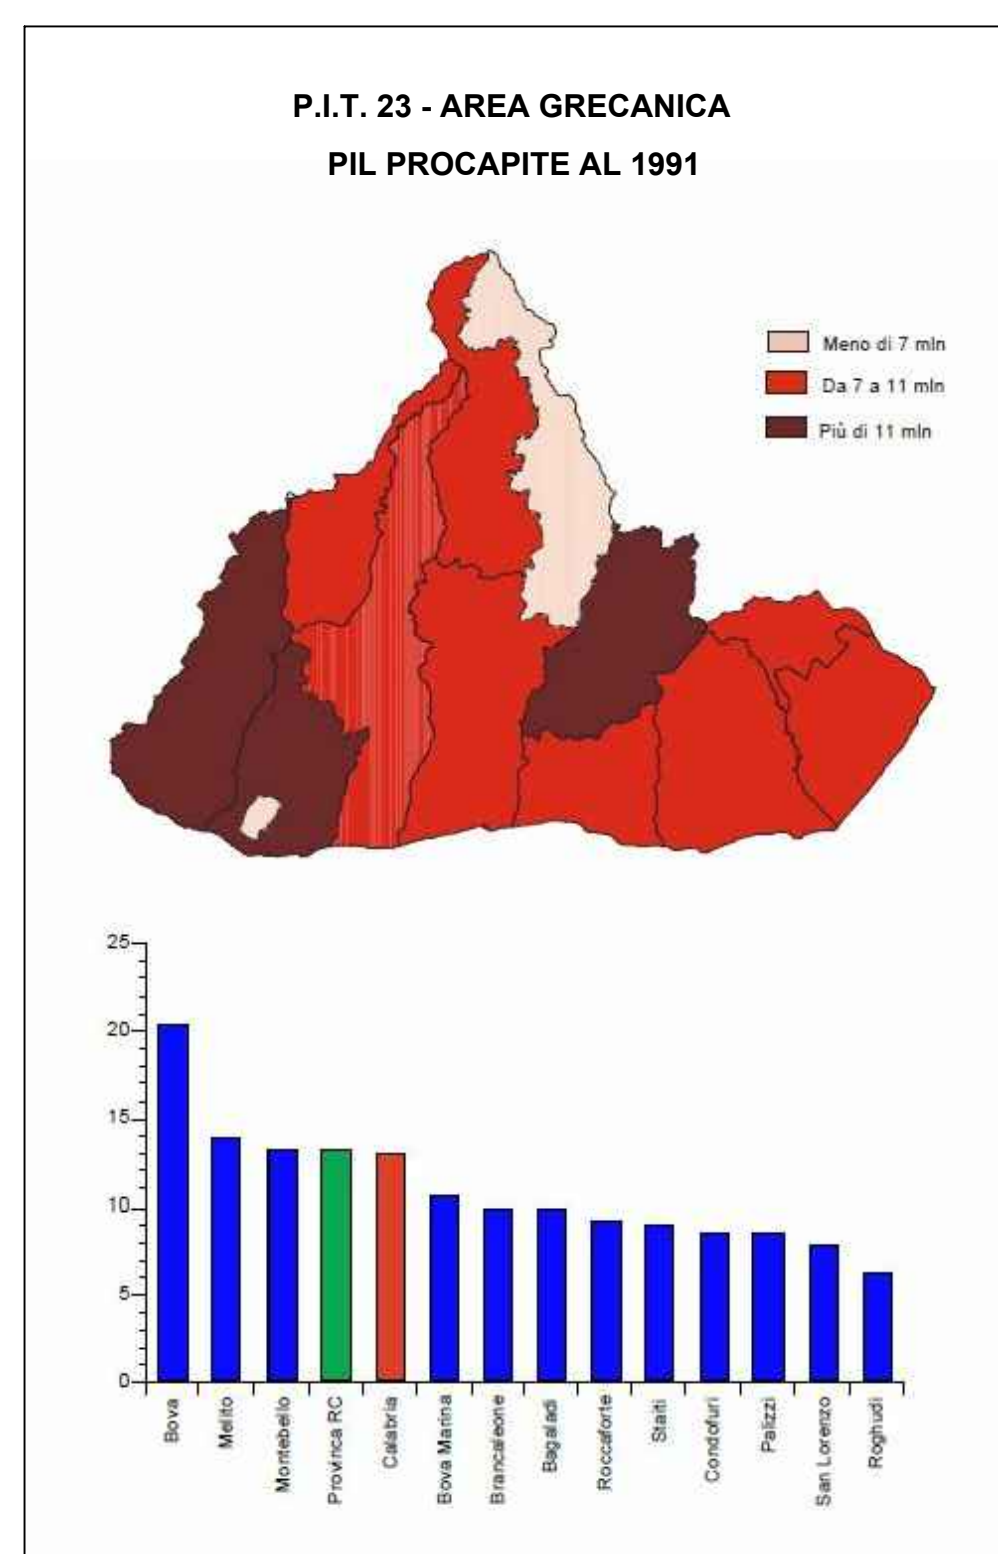 P.I.T. 23 - AREA GRECANICA
PIL PROCAPITE AL 1991
Meno di 7 mln
Da 7 a 11 mln
Più di 11 mln
25
20
15
10
5
0
Bova
Melito
Montebello
Provinca RC
Calabria
Bova Marina
Brancaleone
Bagaladi
Roccaforte
Staiti
Condofuri
Palizzi
San Lorenzo
Roghudi